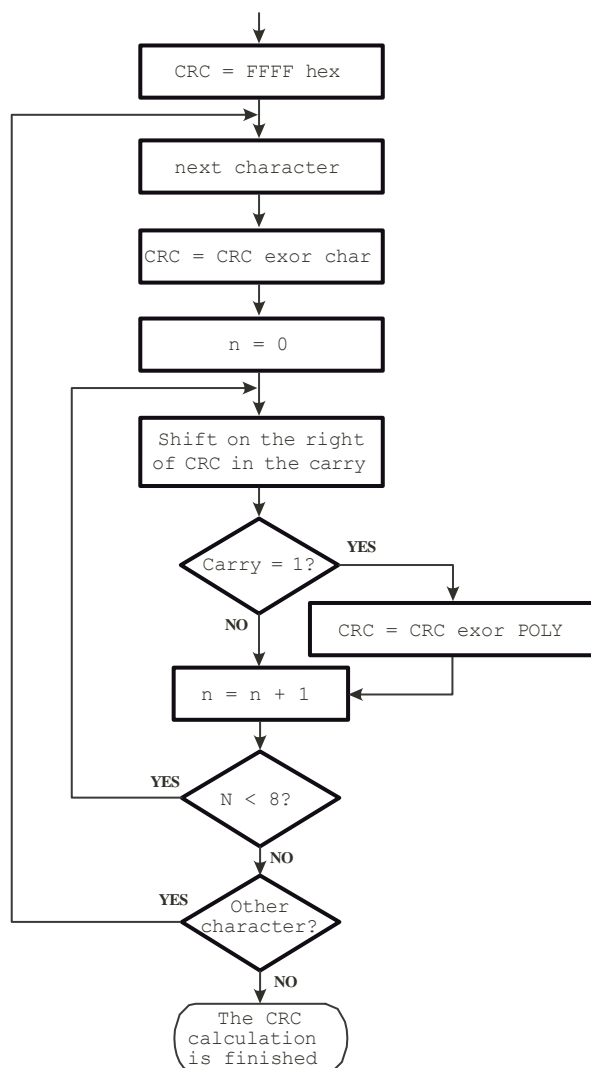 CRC = FFFF hex
next character
CRC = CRC exor char
n = 0
Shift on the right
of CRC in the carry
Carry = 1?
YES
NO
CRC = CRC exor POLY
n = n + 1
YES
N < 8?
NO
YES
Other
character?
NO
The CRC
calculation
is finished